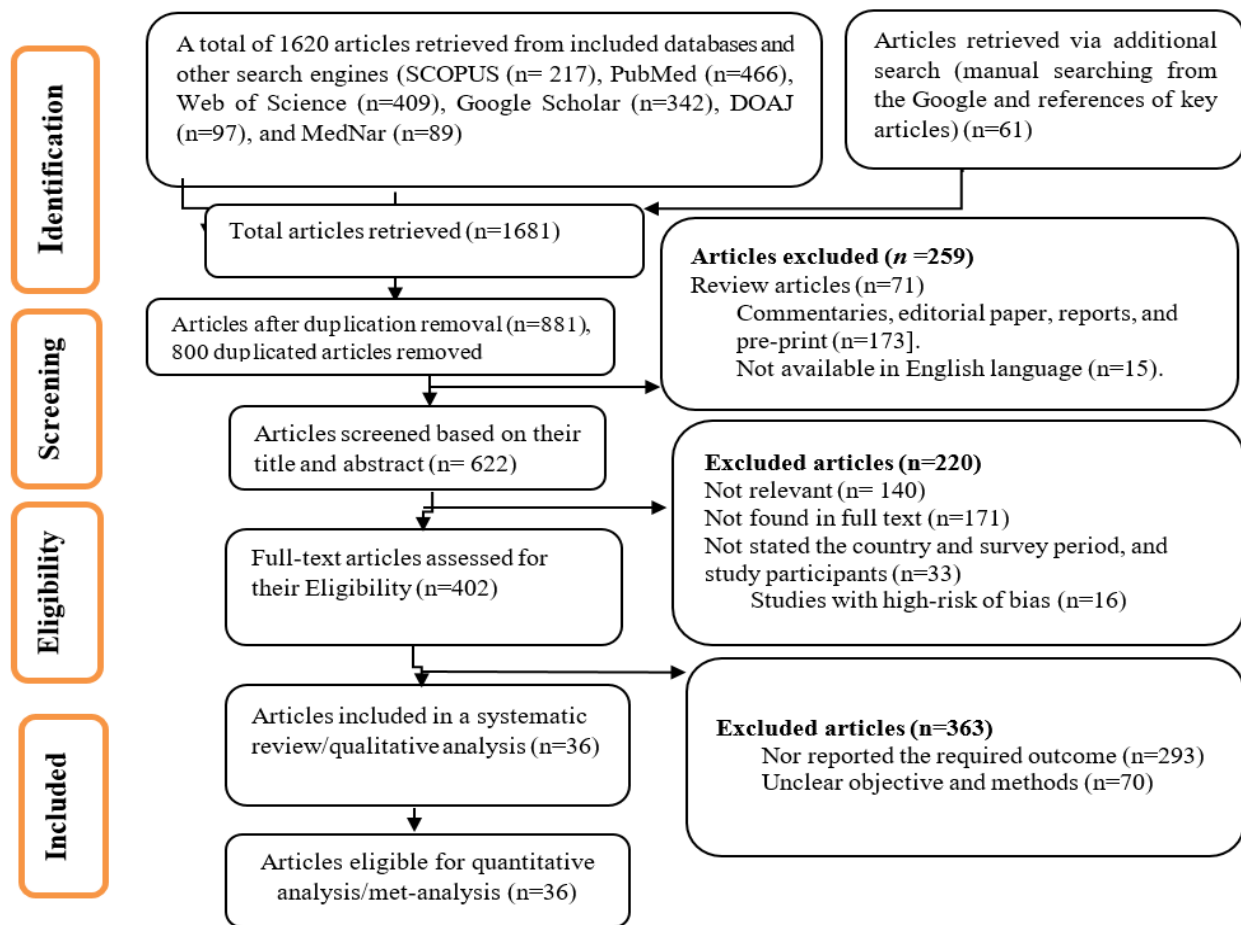 Identification
A total of 1620 articles retrieved from included databases and
other search engines (SCOPUS (n= 217), PubMed (n=466),
Web of Science (n=409), Google Scholar (n=342), DOAJ
(n=97), and MedNar (n=89)
Articles retrieved via additional
search (manual searching from
the Google and references of key
articles) (n=61)
Total articles retrieved (n=1681)
Articles excluded (n =259)
Review articles (n=71)
Commentaries, editorial paper, reports, and
pre-print (n=173].
Not available in English language (n=15).
Screening
Articles after duplication removal (n=881),
800 duplicated articles removed
Articles screened based on their
title and abstract (n= 622)
Excluded articles (n=220)
Not relevant (n= 140)
Not found in full text (n=171)
Not stated the country and survey period, and
study participants (n=33)
Studies with high-risk of bias (n=16)
Eligibility
Full-text articles assessed for
their Eligibility (n=402)
Excluded articles (n=363)
Nor reported the required outcome (n=293)
Unclear objective and methods (n=70)
Included
Articles included in a systematic
review/qualitative analysis (n=36)
Articles eligible for quantitative
analysis/met-analysis (n=36)